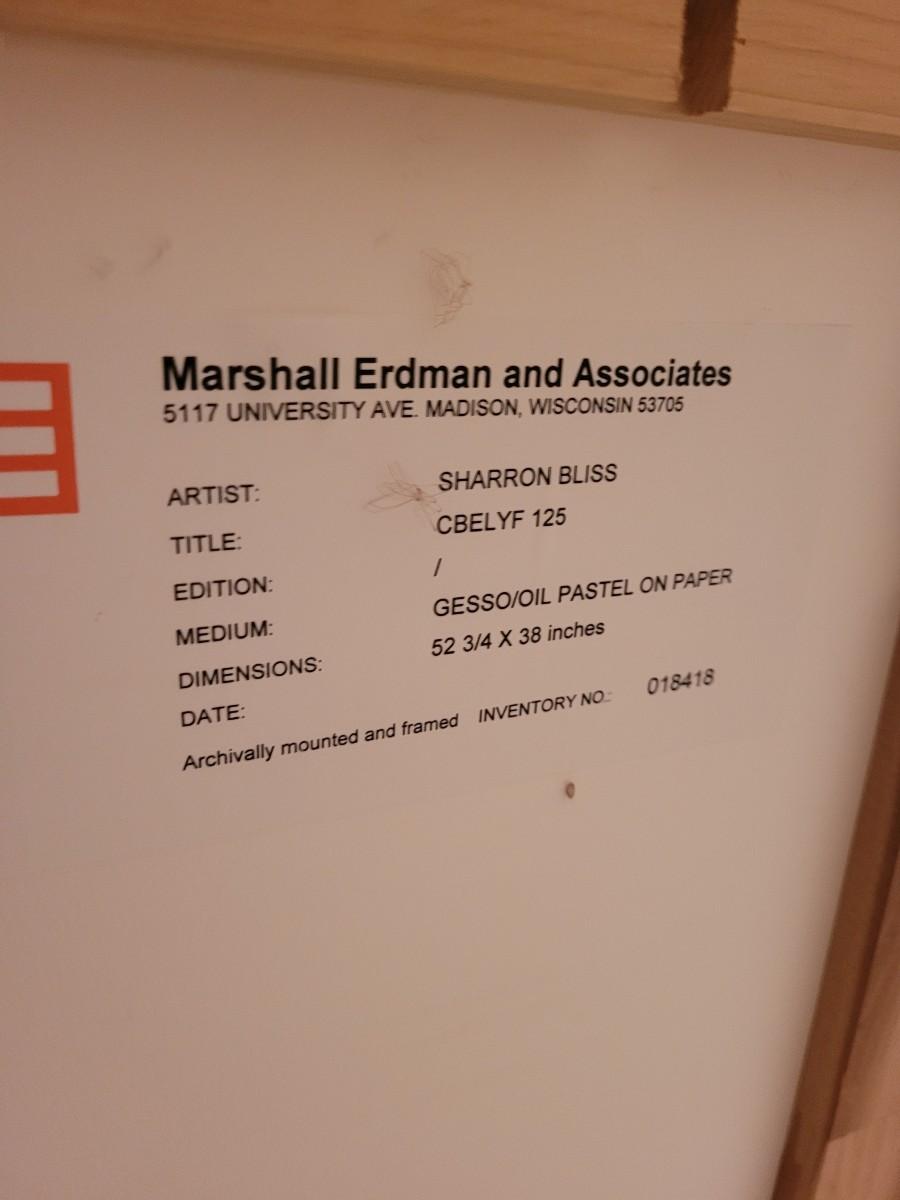 Marshall Erdman and Associates
5117 UNIVERSITY AVE. MADISON, WISCONSIN 53705
ARTIST: SHARRON BLISS
TITLE: CBELYF 125
EDITION: /
MEDIUM: GESSO/OIL PASTEL ON PAPER
DIMENSIONS: 52 3/4 X 38 inches
DATE:
Archivally mounted and framed INVENTORY NO.: 018418